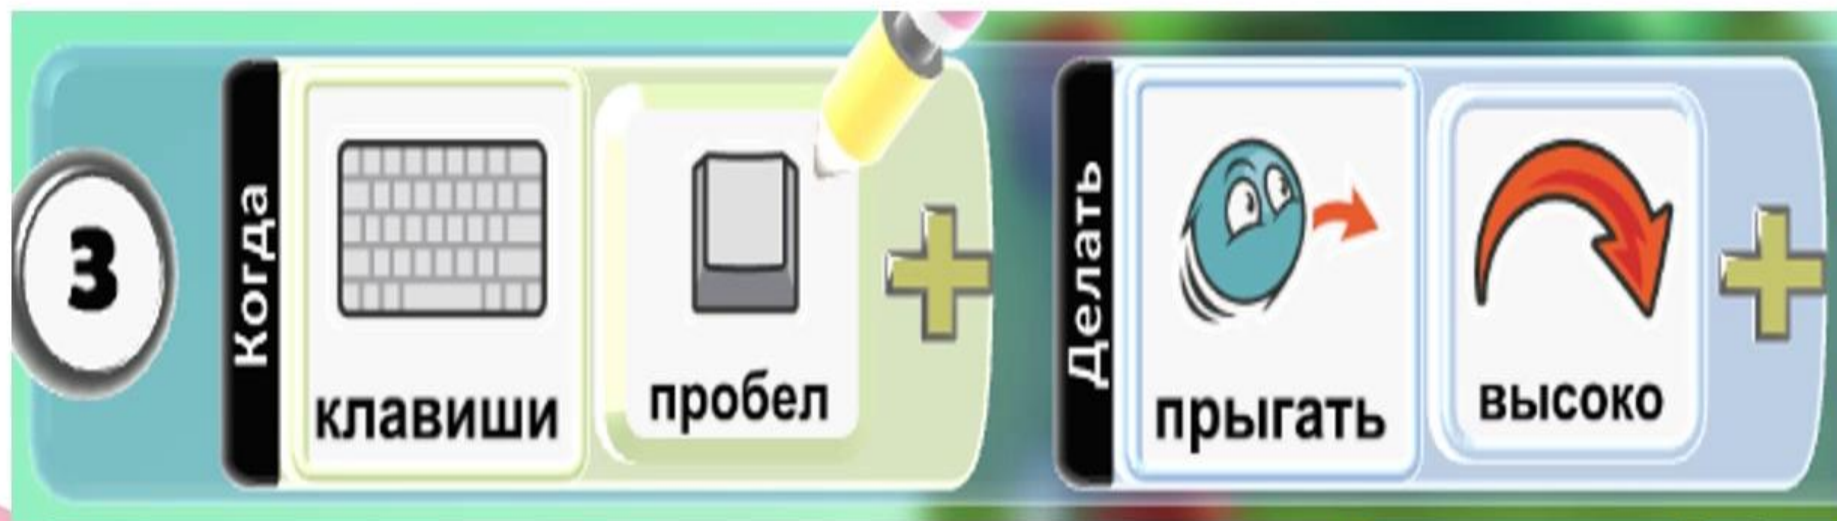 3
Когда
клавиши
пробел
Делать
прыгать
высоко